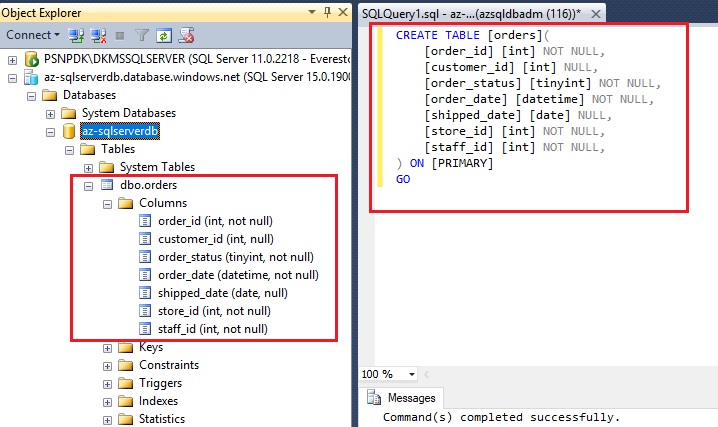 Object Explorer
Connect
PSNPDK\DKMSSQLSERVER (SQL Server 11.0.2218 - Everesto
az-sqlserverdb.database.windows.net (SQL Server 15.0.1900
Databases
System Databases
az-sqlserverdb
Tables
System Tables
dbo.orders
Columns
order_id (int, not null)
customer_id (int, null)
order_status (tinyint, not null)
order_date (datetime, not null)
shipped_date (date, null)
store_id (int, not null)
staff_id (int, not null)
Keys
Constraints
Triggers
Indexes
Statistics
SQLQuery1.sql - az-...(azsqldbadm (116))*
CREATE TABLE [orders](
[order_id] [int] NOT NULL,
[customer_id] [int] NULL,
[order_status] [tinyint] NOT NULL,
[order_date] [datetime] NOT NULL,
[shipped_date] [date] NULL,
[store_id] [int] NOT NULL,
[staff_id] [int] NOT NULL,
) ON [PRIMARY]
GO
100 %
Messages
Command(s) completed successfully.